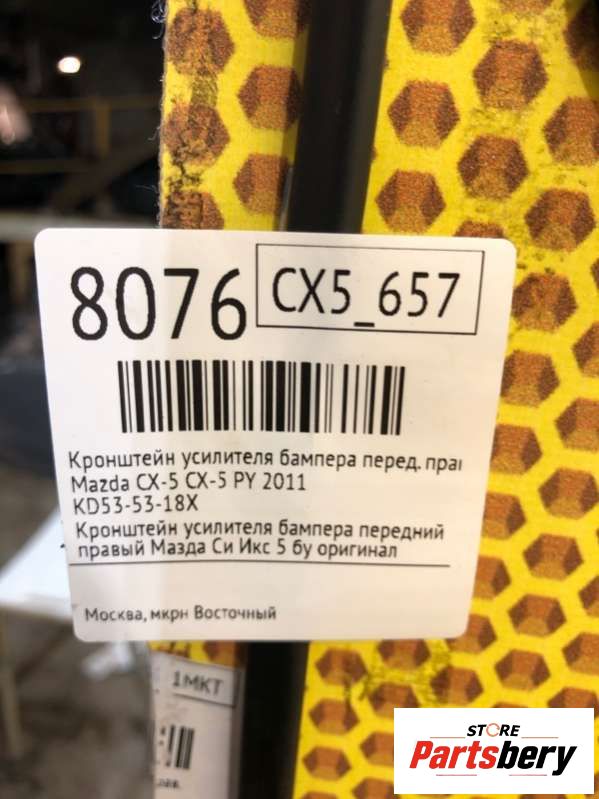 8076
CX5_657
Кронштейн усилителя бампера перед. прав
Mazda CX-5 CX-5 PY 2011
KD53-53-18X
Кронштейн усилителя бампера передний
правый Мазда Си Икс 5 бу оригинал
Москва, мкрн Восточный
1МКТ
STORE
Partsbery